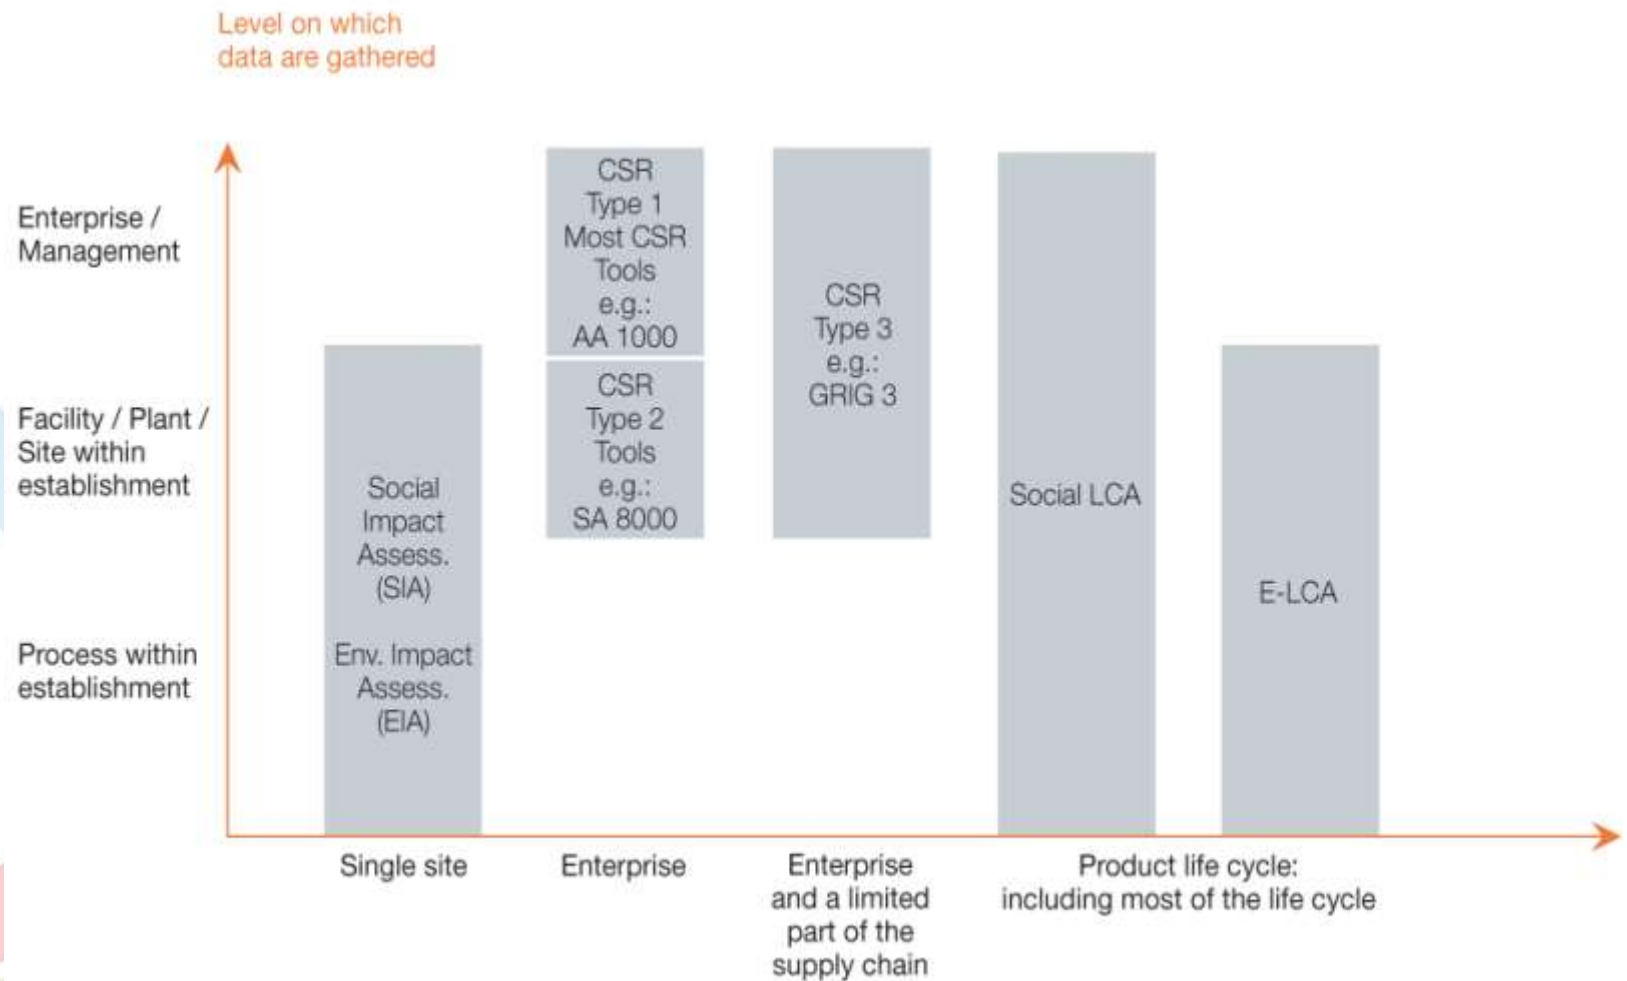 Level on which
data are gathered
Enterprise /
Management
Facility / Plant /
Site within
establishment
Process within
establishment
Social
Impact
Assess.
(SIA)
Env. Impact
Assess.
(EIA)
CSR
Type 1
Most CSR
Tools
e.g.:
AA 1000
CSR
Type 2
Tools
e.g.:
SA 8000
CSR
Type 3
e.g.:
GRIG 3
Social LCA
E-LCA
Single site
Enterprise
Enterprise
and a limited
part of the
supply chain
Product life cycle:
including most of the life cycle